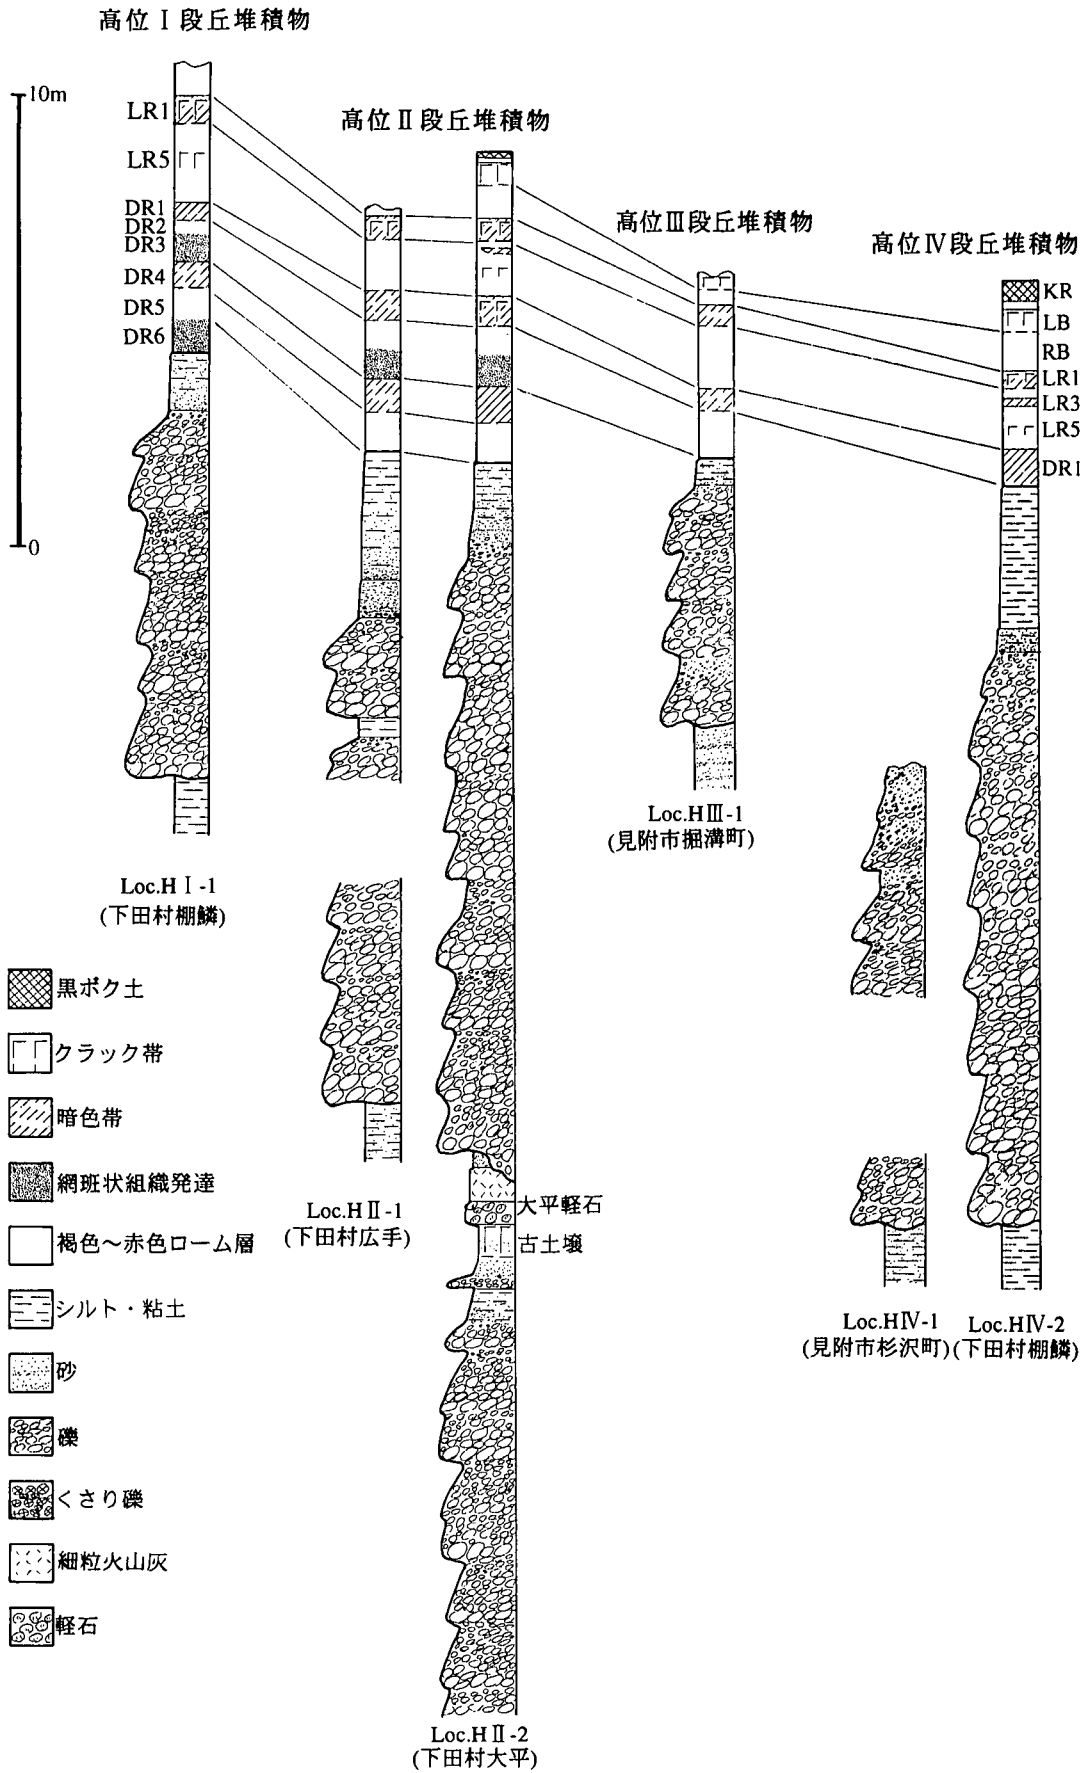 高位Ⅰ段丘堆積物
10m
0
LR1
LR5
DR1
DR2
DR3
DR4
DR5
DR6
Loc.HⅠ-1
(下田村棚鱗)
高位Ⅱ段丘堆積物
Loc.HⅡ-1
(下田村広手)
大平軽石
古土壌
Loc.HⅡ-2
(下田村大平)
高位Ⅲ段丘堆積物
Loc.HⅢ-1
(見附市掘溝町)
高位Ⅳ段丘堆積物
KR
LB
RB
LR1
LR3
LR5
DR1
Loc.HⅣ-1
(見附市杉沢町)
Loc.HⅣ-2
(下田村棚鱗)
黒ボク土
クラック帯
暗色帯
網斑状組織発達
褐色～赤色ローム層
シルト・粘土
砂
礫
くさり礫
細粒火山灰
軽石